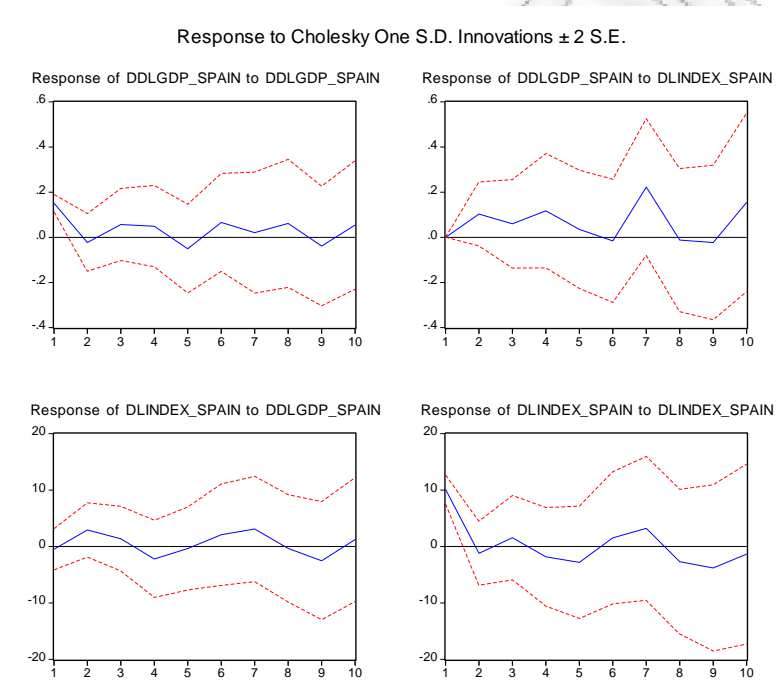 Response to Cholesky One S.D. Innovations ± 2 S.E.
Response of DDLGDP_SPAIN to DDLGDP_SPAIN
.6
.4
.2
.0
-.2
-.4
1 2 3 4 5 6 7 8 9 10
Response of DDLGDP_SPAIN to DLINDEX_SPAIN
.6
.4
.2
.0
-.2
-.4
1 2 3 4 5 6 7 8 9 10
Response of DLINDEX_SPAIN to DDLGDP_SPAIN
20
10
0
-10
-20
1 2 3 4 5 6 7 8 9 10
Response of DLINDEX_SPAIN to DLINDEX_SPAIN
20
10
0
-10
-20
1 2 3 4 5 6 7 8 9 10